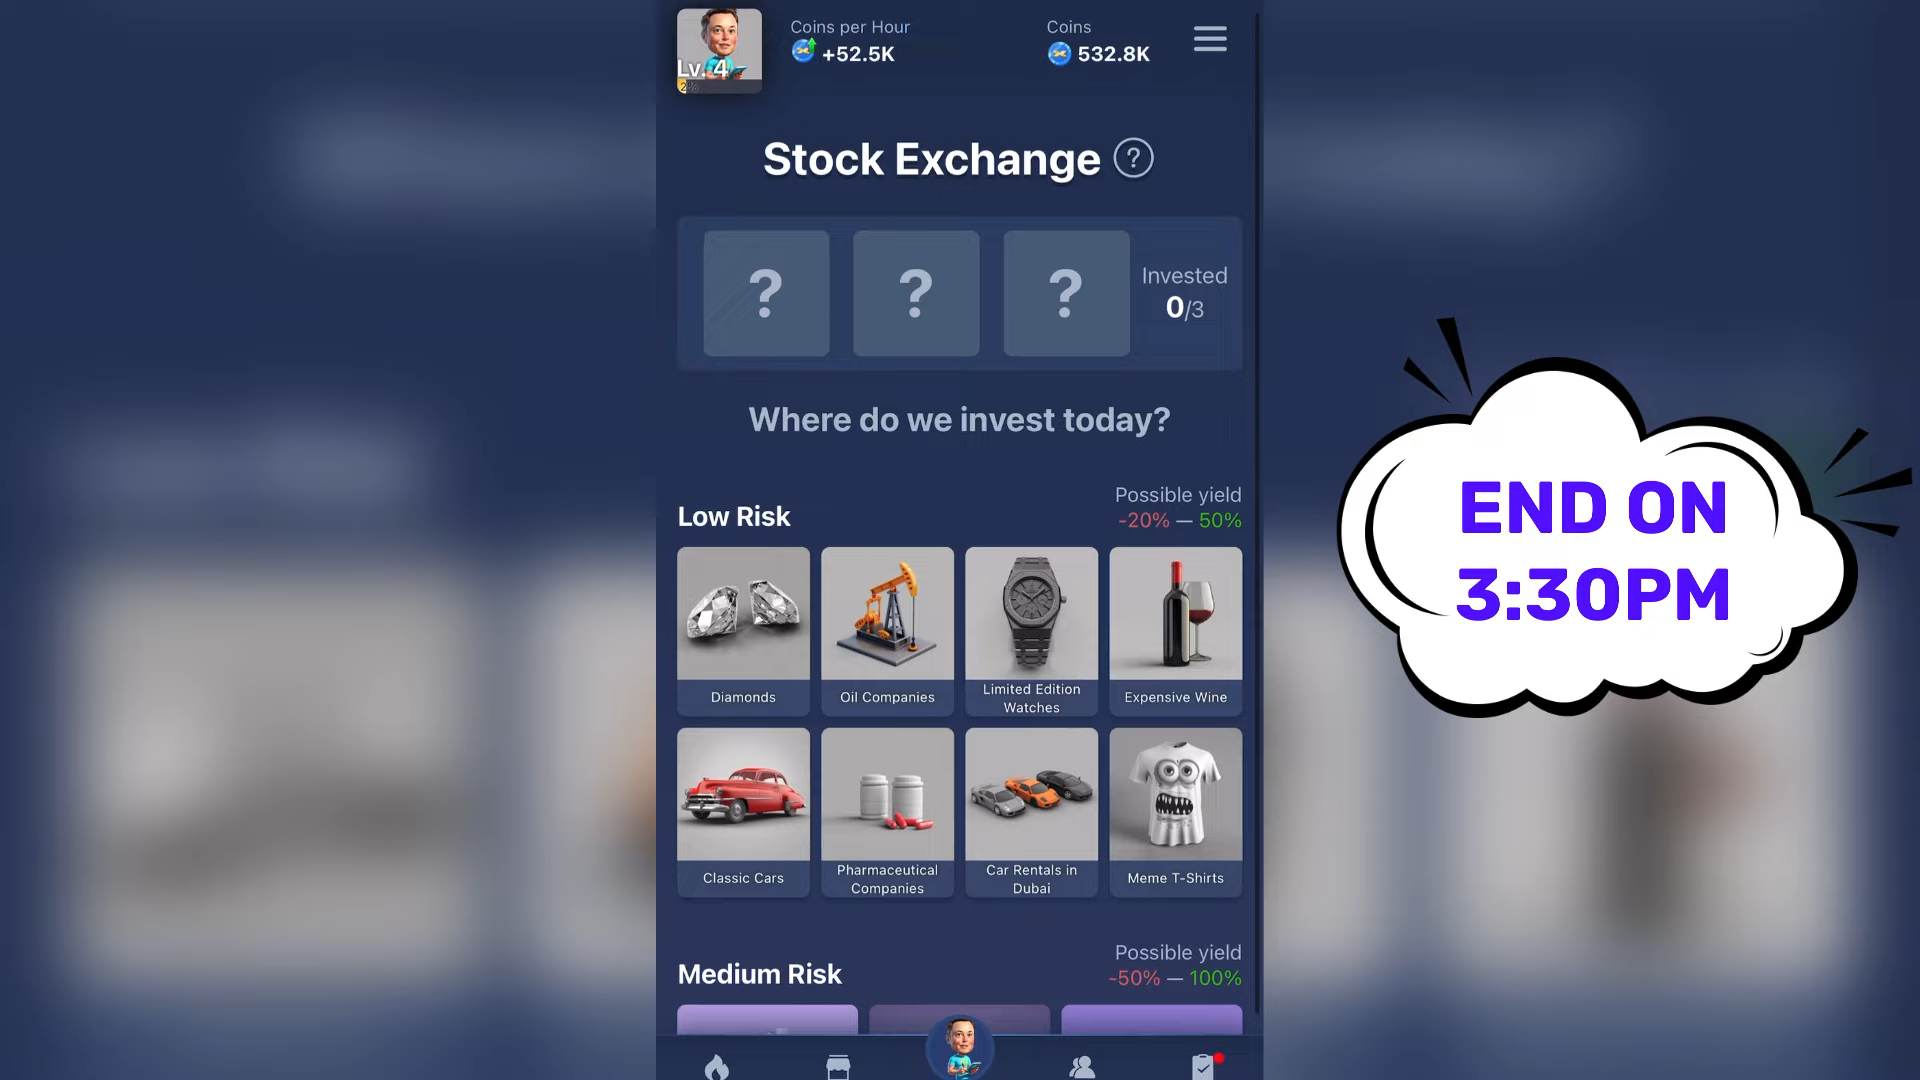 Coins per Hour
+52.5K
Coins
532.8K
Lv. 4
2%
Stock Exchange ?
? ? ?
Invested
0/3
Where do we invest today?
Low Risk
Possible yield
-20% — 50%
Diamonds
Oil Companies
Limited Edition
Watches
Expensive Wine
Classic Cars
Pharmaceutical
Companies
Car Rentals in
Dubai
Meme T-Shirts
Medium Risk
Possible yield
-50% — 100%
END ON
3:30PM